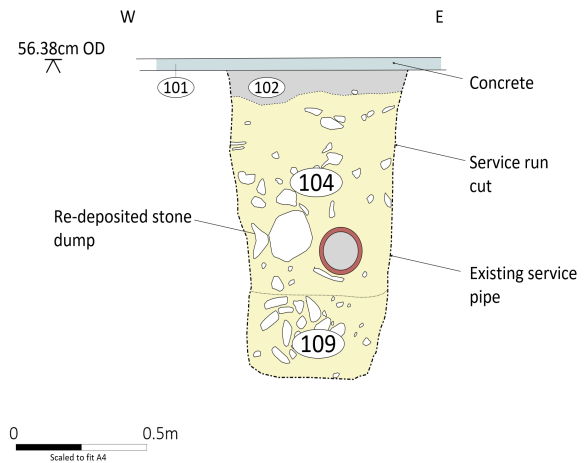 W
E
56.38cm OD
Concrete
101
102
Service run
cut
104
Re-deposited stone
dump
Existing service
pipe
109
0
0.5m
Scaled to fit A4